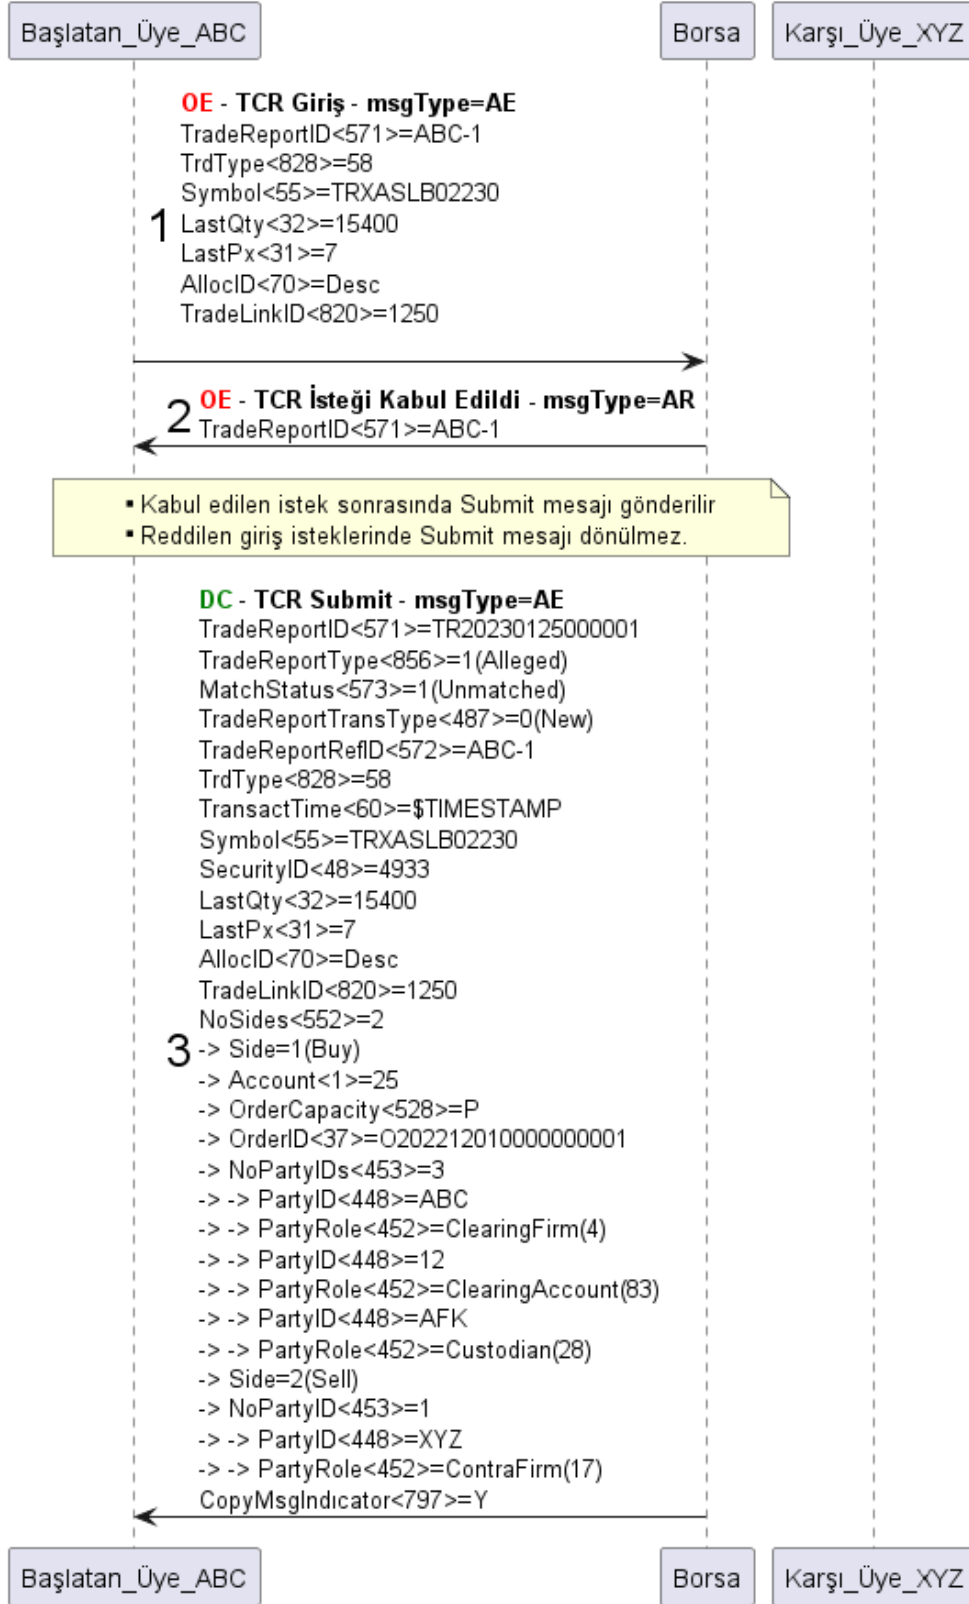 Başlatan_Üye_ABC Borsa Karşı_Üye_XYZ
OE - TCR Giriş - msgType=AE
TradeReportID<571>=ABC-1
TrdType<828>=58
Symbol<55>=TRXASLB02230
1 LastQty<32>=15400
LastPx<31>=7
AllocID<70>=Desc
TradeLinkID<820>=1250
2 OE - TCR İsteği Kabul Edildi - msgType=AR
TradeReportID<571>=ABC-1
▪ Kabul edilen istek sonrasında Submit mesajı gönderilir
▪ Reddilen giriş isteklerinde Submit mesajı dönülmez.
DC - TCR Submit - msgType=AE
TradeReportID<571>=TR20230125000001
TradeReportType<856>=1(Alleged)
MatchStatus<573>=1(Unmatched)
TradeReportTransType<487>=0(New)
TradeReportRefID<572>=ABC-1
TrdType<828>=58
TransactTime<60>=$TIMESTAMP
Symbol<55>=TRXASLB02230
SecurityID<48>=4933
LastQty<32>=15400
LastPx<31>=7
AllocID<70>=Desc
TradeLinkID<820>=1250
NoSides<552>=2
3 -> Side=1(Buy)
-> Account<1>=25
-> OrderCapacity<528>=P
-> OrderID<37>=O202212010000000001
-> NoPartyIDs<453>=3
-> -> PartyID<448>=ABC
-> -> PartyRole<452>=ClearingFirm(4)
-> -> PartyID<448>=12
-> -> PartyRole<452>=ClearingAccount(83)
-> -> PartyID<448>=AFK
-> -> PartyRole<452>=Custodian(28)
-> Side=2(Sell)
-> NoPartyID<453>=1
-> -> PartyID<448>=XYZ
-> -> PartyRole<452>=ContraFirm(17)
CopyMsgIndicator<797>=Y
Başlatan_Üye_ABC Borsa Karşı_Üye_XYZ